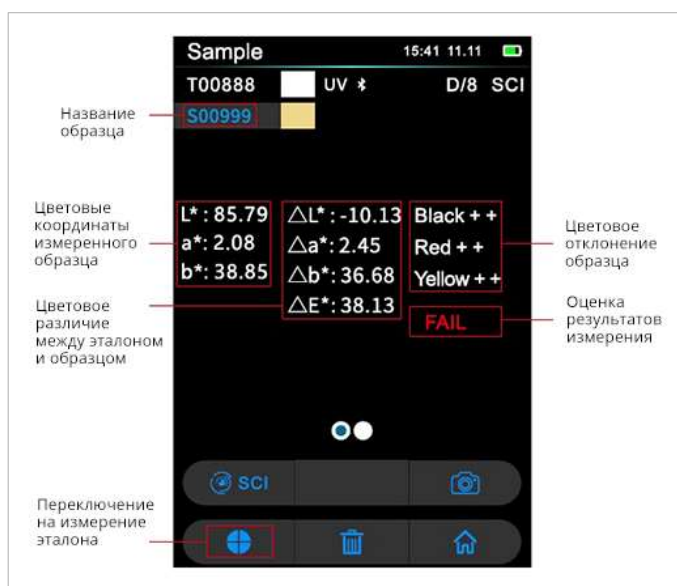 Sample 15:41 11.11
T00888 UV D/8 SCI
S00999
Название
образца
L*: 85.79
a*: 2.08
b*: 38.85
△L*:-10.13
△a*: 2.45
△b*: 36.68
△E*: 38.13
Black + +
Red + +
Yellow + +
FAIL
Цветовые
координаты
измеренного
образца
Цветовое
различие
между эталоном
и образцом
Цветовое
отклонение
образца
Оценка
результатов
измерения
SCI
Переключение
на измерение
эталона